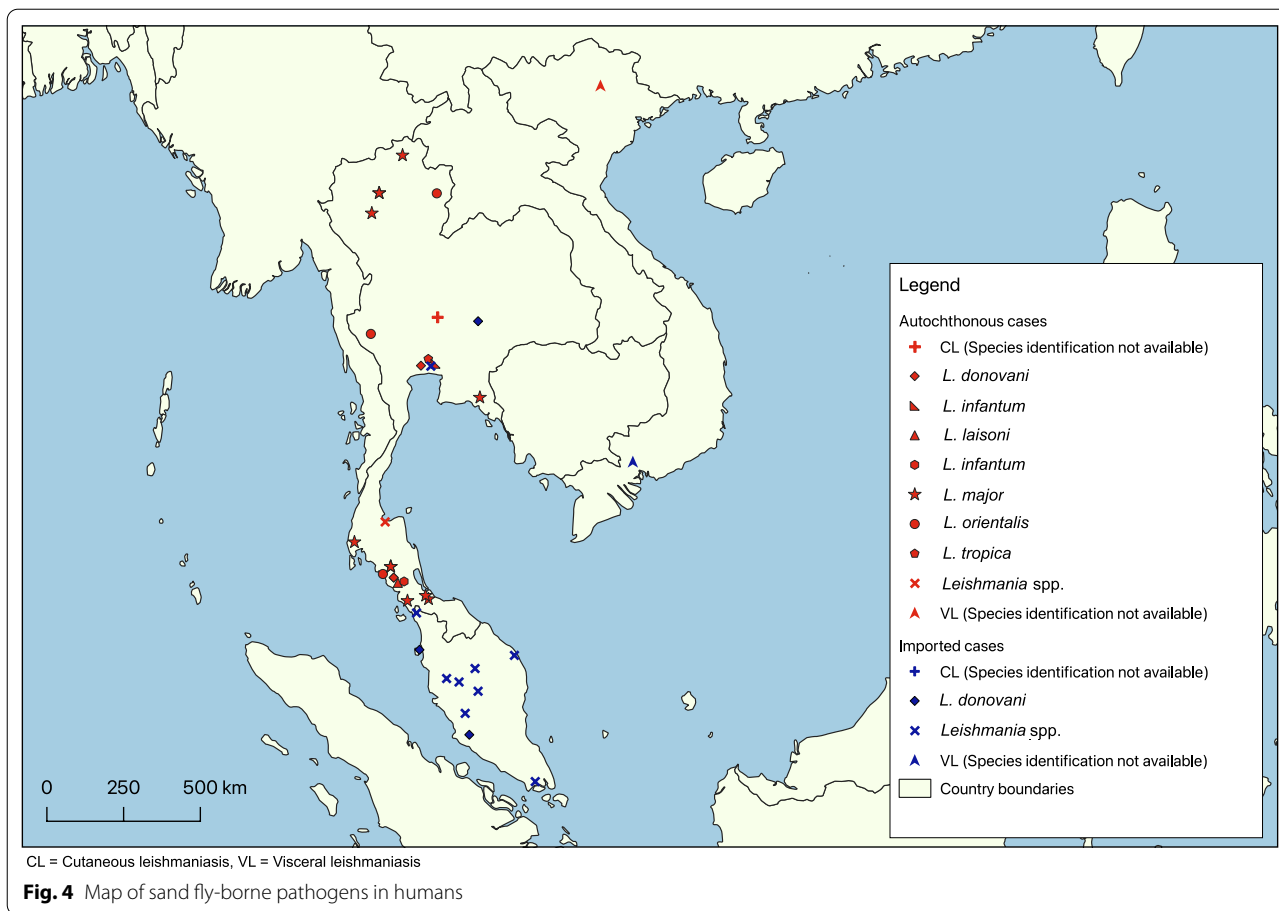 Legend
Autochthonous cases
CL (Species identification not available)
L. donovani
L. infantum
L. laisoni
L. infantum
L. major
L. orientalis
L. tropica
Leishmania spp.
VL (Species identification not available)
Imported cases
CL (Species identification not available)
L. donovani
Leishmania spp.
VL (Species identification not available)
Country boundaries
0 250 500 km
CL = Cutaneous leishmaniasis, VL = Visceral leishmaniasis
Fig. 4 Map of sand fly-borne pathogens in humans